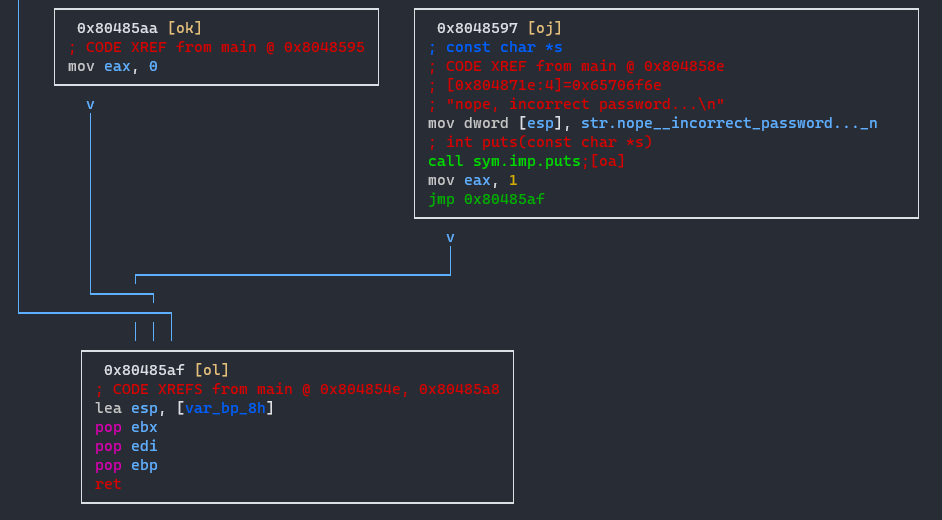 0x80485aa [ok]
; CODE XREF from main @ 0x8048595
mov eax, 0
v
0x8048597 [oj]
; const char *s
; CODE XREF from main @ 0x804858e
; [0x804871e:4]=0x65706f6e
; "nope, incorrect password...\n"
mov dword [esp], str.nope__incorrect_password..._n
; int puts(const char *s)
call sym.imp.puts;[oa]
mov eax, 1
jmp 0x80485af
v
0x80485af [ol]
; CODE XREFS from main @ 0x804854e, 0x80485a8
lea esp, [var_bp_8h]
pop ebx
pop edi
pop ebp
ret